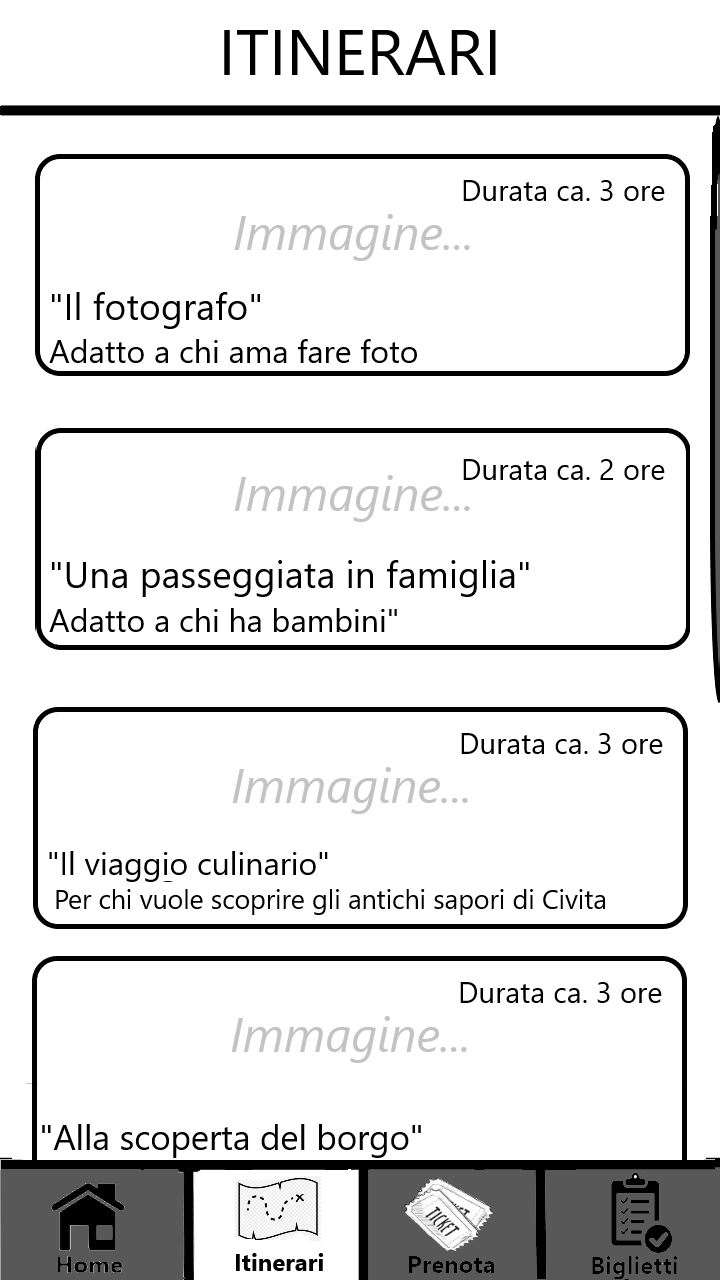 ITINERARI
Durata ca. 3 ore
Immagine...
"Il fotografo"
Adatto a chi ama fare foto
Durata ca. 2 ore
Immagine...
"Una passeggiata in famiglia"
Adatto a chi ha bambini"
Durata ca. 3 ore
Immagine...
"Il viaggio culinario"
Per chi vuole scoprire gli antichi sapori di Civita
Durata ca. 3 ore
Immagine...
"Alla scoperta del borgo"
TICKET
Home
Itinerari
Prenota
Biglietti